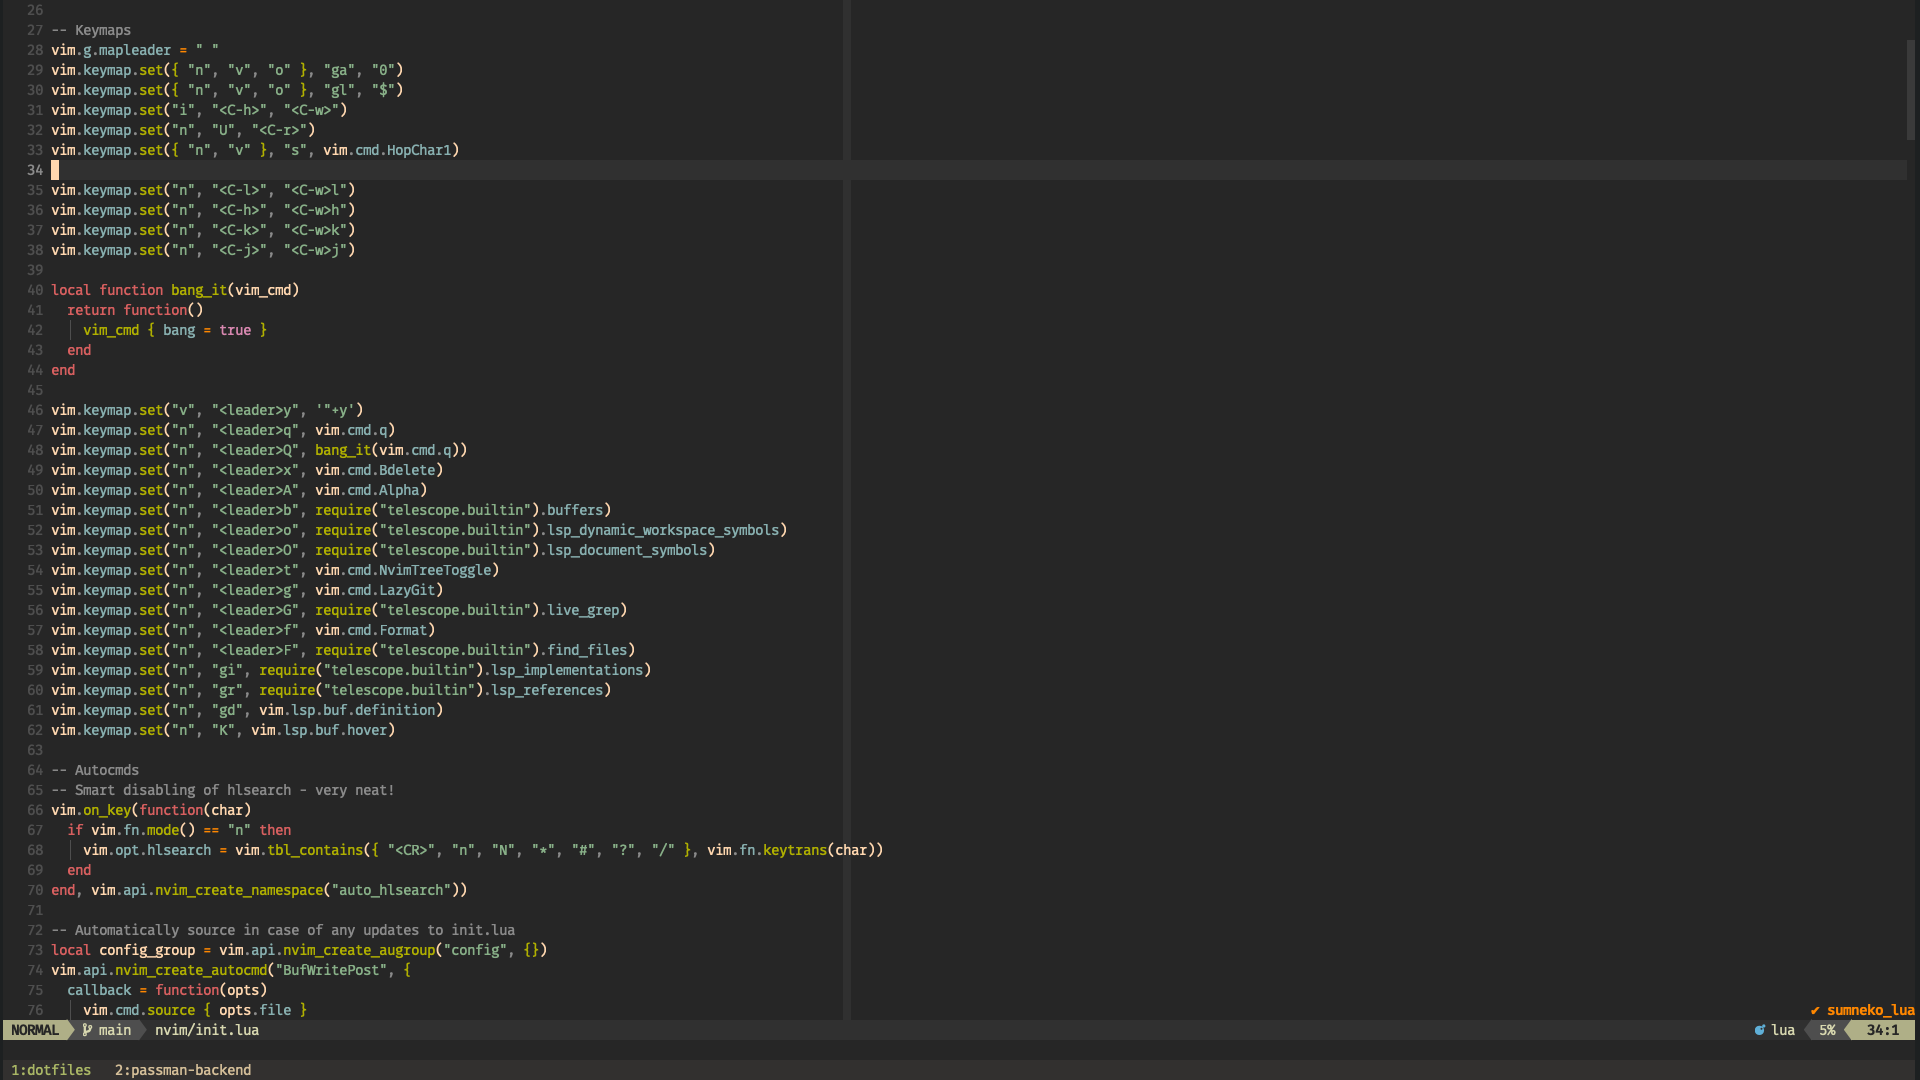 26
27 -- Keymaps
28 vim.g.mapleader = " "
29 vim.keymap.set({ "n", "v", "o" }, "ga", "0")
30 vim.keymap.set({ "n", "v", "o" }, "gl", "$")
31 vim.keymap.set("i", "<C-h>", "<C-w>")
32 vim.keymap.set("n", "U", "<C-r>")
33 vim.keymap.set({ "n", "v" }, "s", vim.cmd.HopChar1)
34
35 vim.keymap.set("n", "<C-l>", "<C-w>l")
36 vim.keymap.set("n", "<C-h>", "<C-w>h")
37 vim.keymap.set("n", "<C-k>", "<C-w>k")
38 vim.keymap.set("n", "<C-j>", "<C-w>j")
39
40 local function bang_it(vim_cmd)
41   return function()
42     vim_cmd { bang = true }
43   end
44 end
45
46 vim.keymap.set("v", "<leader>y", '"+y')
47 vim.keymap.set("n", "<leader>q", vim.cmd.q)
48 vim.keymap.set("n", "<leader>Q", bang_it(vim.cmd.q))
49 vim.keymap.set("n", "<leader>x", vim.cmd.Bdelete)
50 vim.keymap.set("n", "<leader>A", vim.cmd.Alpha)
51 vim.keymap.set("n", "<leader>b", require("telescope.builtin").buffers)
52 vim.keymap.set("n", "<leader>o", require("telescope.builtin").lsp_dynamic_workspace_symbols)
53 vim.keymap.set("n", "<leader>O", require("telescope.builtin").lsp_document_symbols)
54 vim.keymap.set("n", "<leader>t", vim.cmd.NvimTreeToggle)
55 vim.keymap.set("n", "<leader>g", vim.cmd.LazyGit)
56 vim.keymap.set("n", "<leader>G", require("telescope.builtin").live_grep)
57 vim.keymap.set("n", "<leader>f", vim.cmd.Format)
58 vim.keymap.set("n", "<leader>F", require("telescope.builtin").find_files)
59 vim.keymap.set("n", "gi", require("telescope.builtin").lsp_implementations)
60 vim.keymap.set("n", "gr", require("telescope.builtin").lsp_references)
61 vim.keymap.set("n", "gd", vim.lsp.buf.definition)
62 vim.keymap.set("n", "K", vim.lsp.buf.hover)
63
64 -- Autocmds
65 -- Smart disabling of hlsearch - very neat!
66 vim.on_key(function(char)
67   if vim.fn.mode() == "n" then
68     vim.opt.hlsearch = vim.tbl_contains({ "<CR>", "n", "N", "*", "#", "?", "/" }, vim.fn.keytrans(char))
69   end
70 end, vim.api.nvim_create_namespace("auto_hlsearch"))
71
72 -- Automatically source in case of any updates to init.lua
73 local config_group = vim.api.nvim_create_augroup("config", {})
74 vim.api.nvim_create_autocmd("BufWritePost", {
75   callback = function(opts)
76     vim.cmd.source { opts.file }
✔ sumneko_lua
NORMAL main nvim/init.lua lua 5% 34:1
1:dotfiles 2:passman-backend